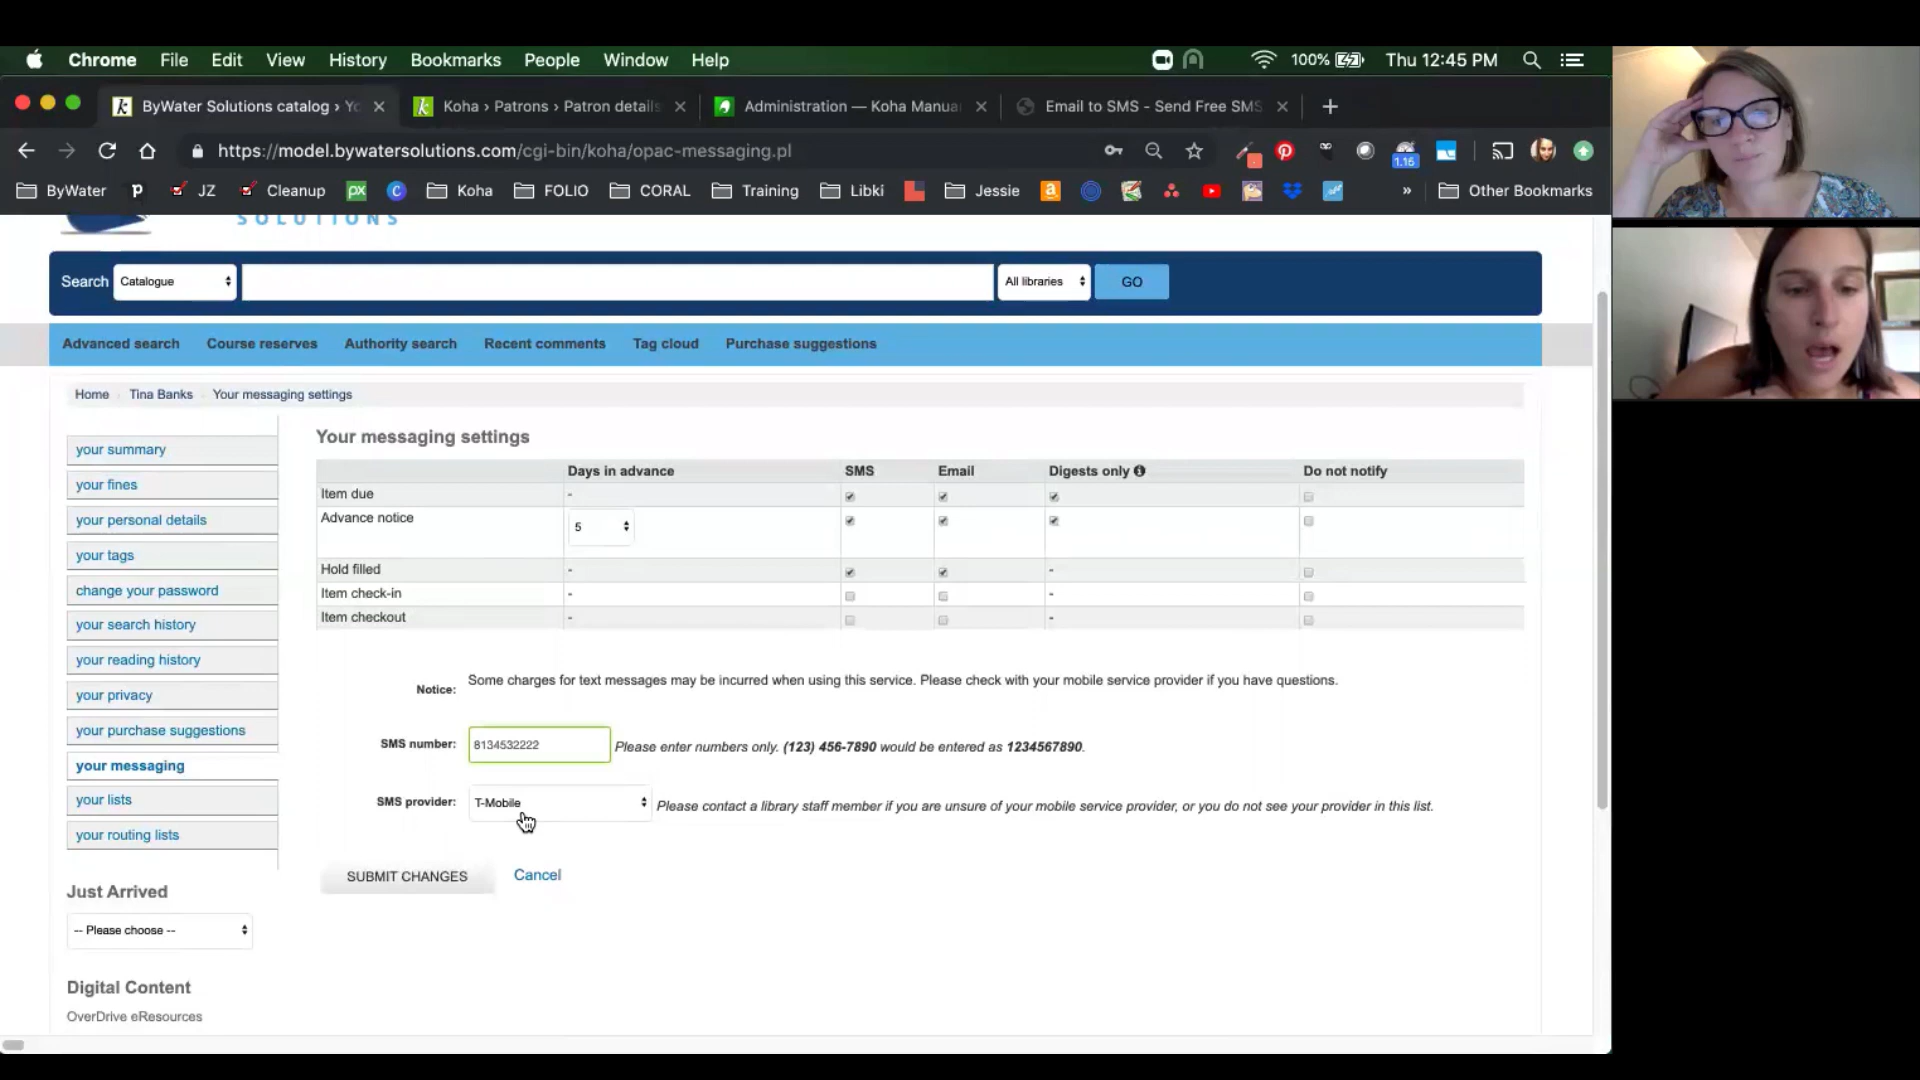 Chrome File Edit View History Bookmarks People Window Help 100% Thu 12:45 PM
ByWater Solutions catalog › Yo Koha › Patrons › Patron details Administration — Koha Manua Email to SMS - Send Free SMS
https://model.bywatersolutions.com/cgi-bin/koha/opac-messaging.pl 1.16
ByWater JZ Cleanup px Koha FOLIO CORAL Training Libki Jessie » Other Bookmarks
SOLUTIONS
Search Catalogue All libraries GO
Advanced search Course reserves Authority search Recent comments Tag cloud Purchase suggestions
Home Tina Banks Your messaging settings
your summary
your fines
your personal details
your tags
change your password
your search history
your reading history
your privacy
your purchase suggestions
your messaging
your lists
your routing lists
Just Arrived
-- Please choose --
Digital Content
OverDrive eResources
Your messaging settings
Days in advance SMS Email Digests only Do not notify
Item due -
Advance notice 5
Hold filled - -
Item check-in - -
Item checkout - -
Notice: Some charges for text messages may be incurred when using this service. Please check with your mobile service provider if you have questions.
SMS number: 8134532222 Please enter numbers only. (123) 456-7890 would be entered as 1234567890.
SMS provider: T-Mobile Please contact a library staff member if you are unsure of your mobile service provider, or you do not see your provider in this list.
SUBMIT CHANGES Cancel